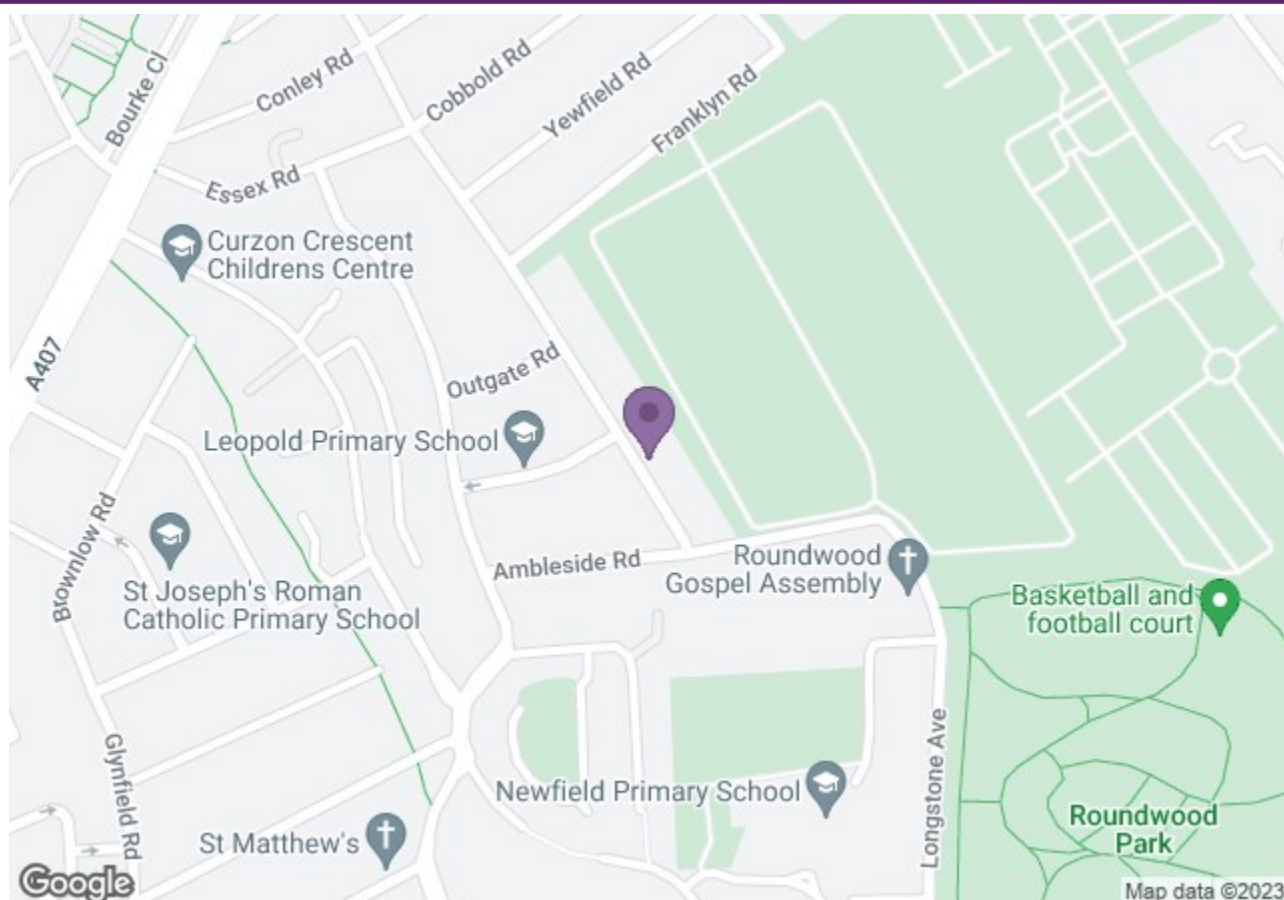 Bourke Cl
Conley Rd
Cobbold Rd
Yewfield Rd
Franklyn Rd
Essex Rd
Curzon Crescent
Childrens Centre
A407
Outgate Rd
Leopold Primary School
Brownlow Rd
St Joseph's Roman
Catholic Primary School
Ambleside Rd
Roundwood
Gospel Assembly
Basketball and
football court
Glynfield Rd
Longstone Ave
Newfield Primary School
St Matthew's
Roundwood
Park
Google
Map data ©2023